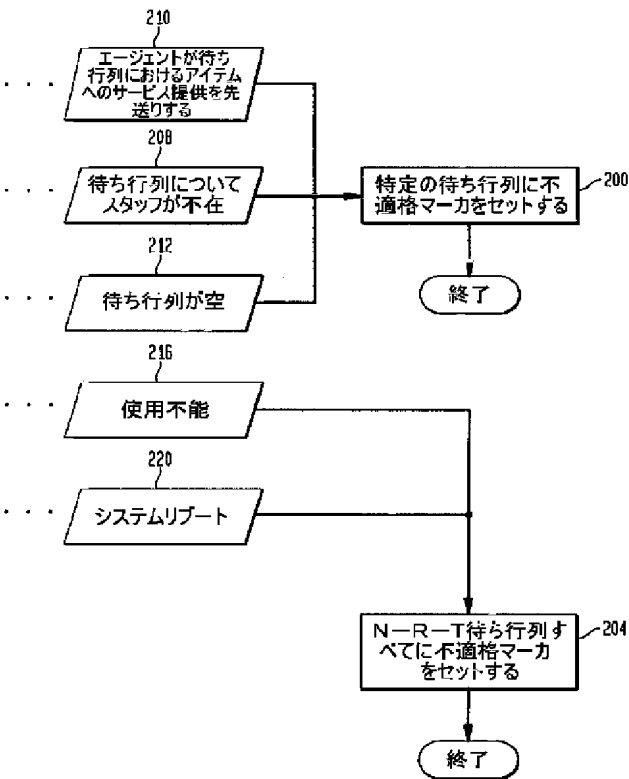 210
エージェントが待ち
行列におけるアイテム
へのサービス提供を先
送りする
208
待ち行列について
スタッフが不在
特定の待ち行列に不
適格マーカをセットする
200
212
待ち行列が空
終了
216
使用不能
220
システムリブート
N－R－T待ち行列す
べてに不適格マーカ
をセットする
204
終了